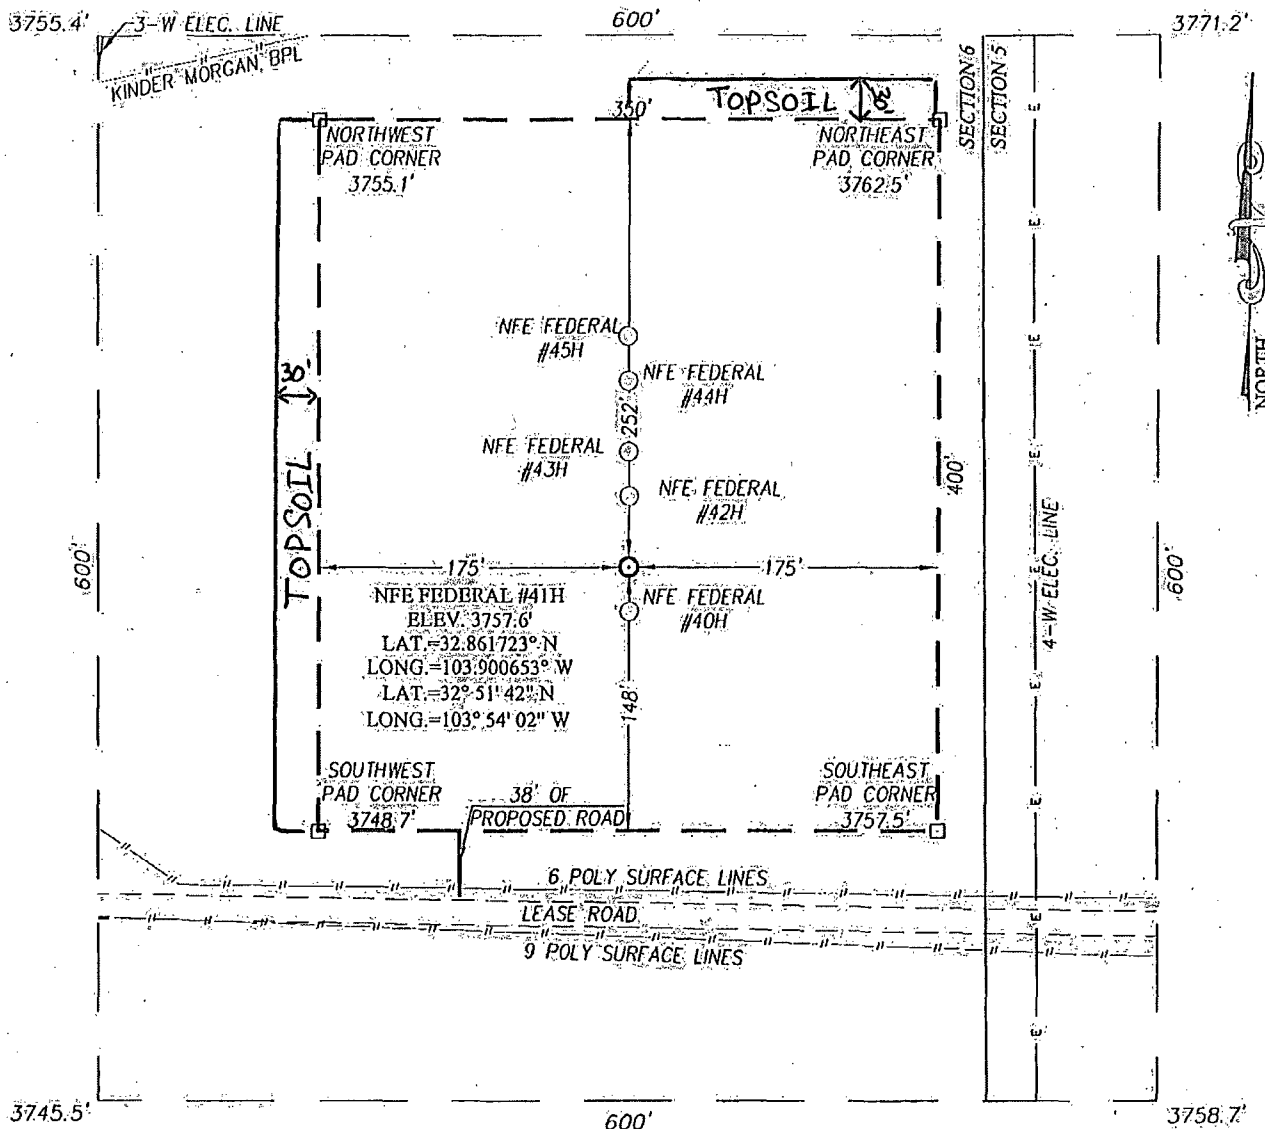 3755.4'
3-W ELEC. LINE
600'
3771.2'
KINDER MORGAN, BPL
SECTION 6
SECTION 5
TOPSOIL
350'
NORTHWEST
PAD CORNER
3755.1'
NORTHEAST
PAD CORNER
3762.5'
NORTH
NFE FEDERAL
#45H
NFE FEDERAL
#44H
30'
252'
NFE FEDERAL
#43H
NFE FEDERAL
#42H
400'
TOPSOIL
4-W ELEC. LINE
600'
600'
175'
175'
NFE FEDERAL #41H
ELEV. 3757.6'
LAT.=32.861723° N
LONG.=103.900653° W
LAT.=32° 51' 42" N
LONG.=103° 54' 02" W
NFE FEDERAL
#40H
148'
SOUTHWEST
PAD CORNER
3748.7'
38' OF
PROPOSED ROAD
SOUTHEAST
PAD CORNER
3757.5'
6 POLY SURFACE LINES
LEASE ROAD
9 POLY SURFACE LINES
3745.5'
600'
3758.7'
E
E
E
E
E
E
E
E
E